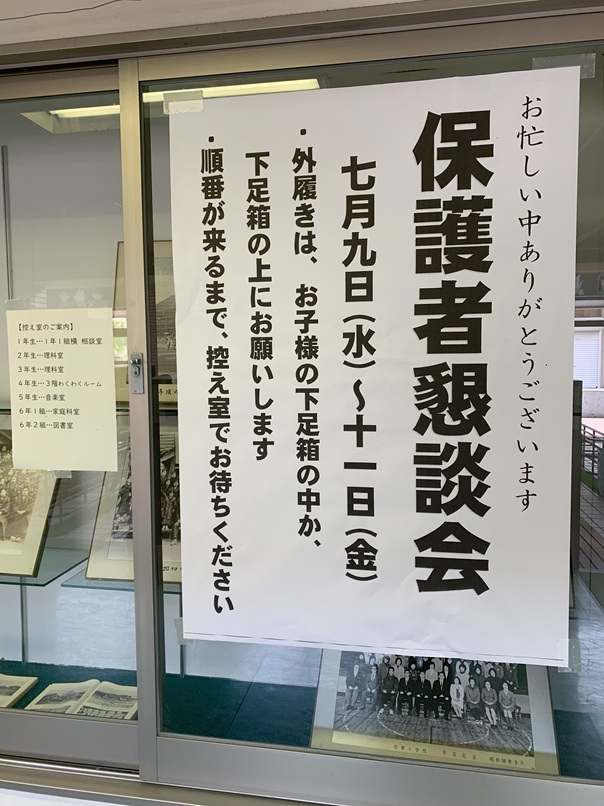 お忙しい中ありがとうございます
保護者懇談会
七月九日(水)～十一日(金)
・外履きは、お子様の下足箱の中か、
下足箱の上にお願いします
・順番が来るまで、控え室でお待ちください
【控え室のご案内】
1年生…1年1組横 相談室
2年生…理科室
3年生…理科室
4年生…3階わくわくルーム
5年生…音楽室
6年1組…家庭科室
6年2組…図書室